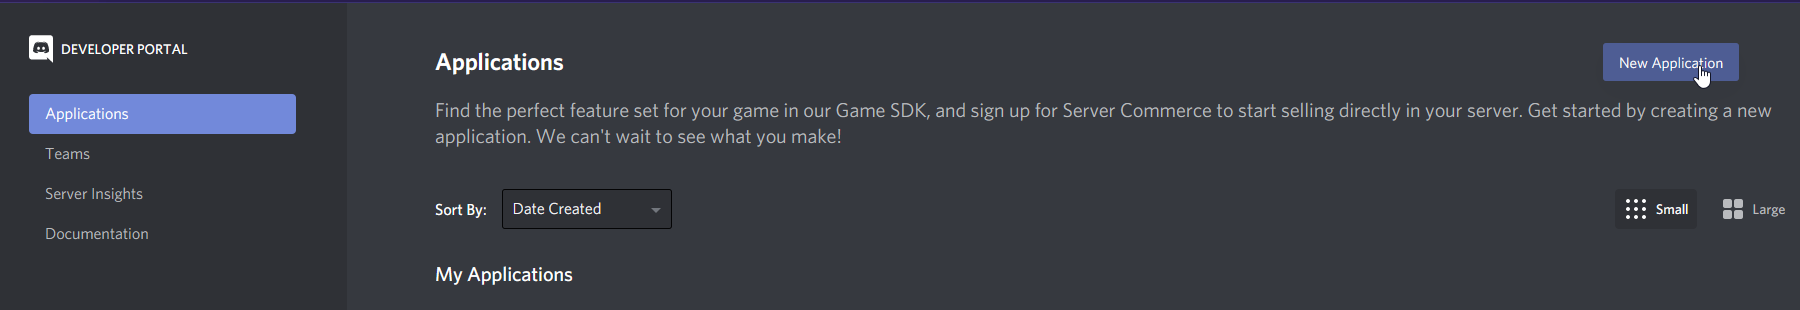 DEVELOPER PORTAL
Applications
Teams
Server Insights
Documentation
Applications
New Application
Find the perfect feature set for your game in our Game SDK, and sign up for Server Commerce to start selling directly in your server. Get started by creating a new
application. We can't wait to see what you make!
Sort By: Date Created
Small Large
My Applications